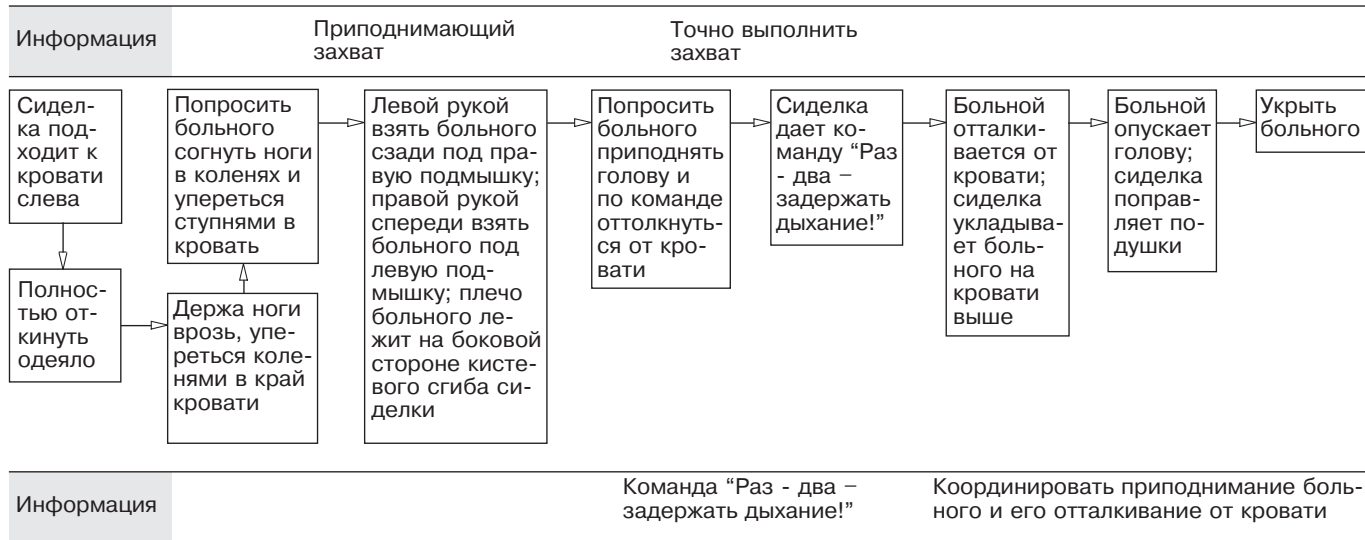 Информация
Приподнимающий
захват
Точно выполнить
захват
Сидел-
ка под-
ходит к
кровати
слева
Полнос-
тью от-
кинуть
одеяло
Держа ноги
врозь, упе-
реться коле-
нями в край
кровати
Попросить
больного
согнуть ноги
в коленях и
упереться
ступнями в
кровать
Левой рукой
взять больного
сзади под пра-
вую подмышку;
правой рукой
спереди взять
больного под
левую под-
мышку; плечо
больного ле-
жит на боковой
стороне кисте-
вого сгиба си-
делки
Попросить
больного
приподнять
голову и
по команде
оттолкнуть-
ся от кро-
вати
Сиделка
дает ко-
манду “Раз
- два –
задержать
дыхание!”
Больной
отталки-
вается от
кровати;
сиделка
укладыва-
ет боль-
ного на
кровати
выше
Больной
опускает
голову;
сиделка
поправ-
ляет по-
душки
Укрыть
больного
Информация
Команда “Раз - два –
задержать дыхание!”
Координировать приподнимание боль-
ного и его отталкивание от кровати